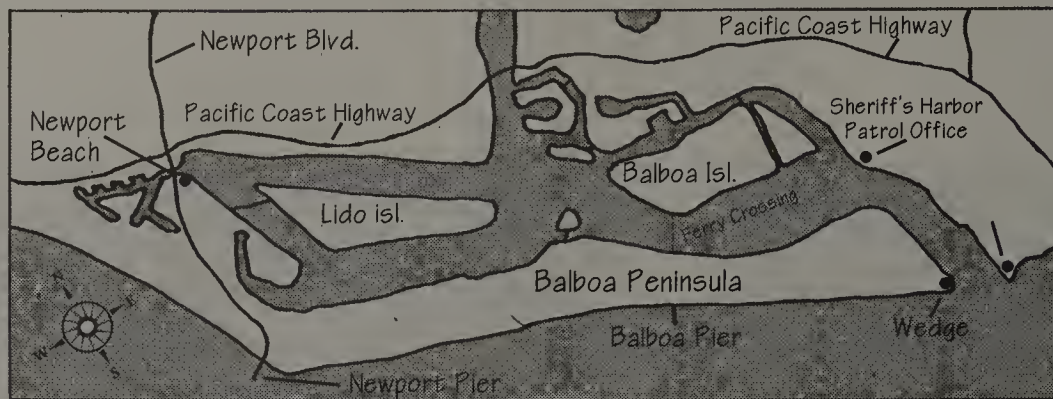 Pacific Coast
Highway
Newport Blvd.
Pacific Coast Highway
Newport
Beach
Sheriff's Harbor
Patrol Office
Balboa Isl.
Lido isl.
Ferry Crossing
Balboa Peninsula
Wedge
Balboa Pier
Newport Pier
N
E
W
S